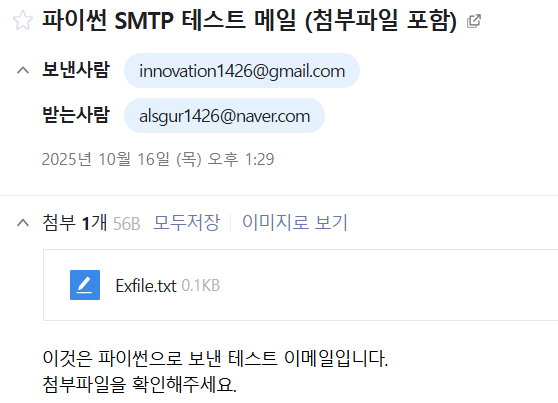 파이썬 SMTP 테스트 메일 (첨부파일 포함)
보낸사람 innovation1426@gmail.com
받는사람 alsgur1426@naver.com
2025년 10월 16일 (목) 오후 1:29
첨부 1개 56B 모두저장 이미지로 보기
Exfile.txt 0.1KB
이것은 파이썬으로 보낸 테스트 이메일입니다.
첨부파일을 확인해주세요.